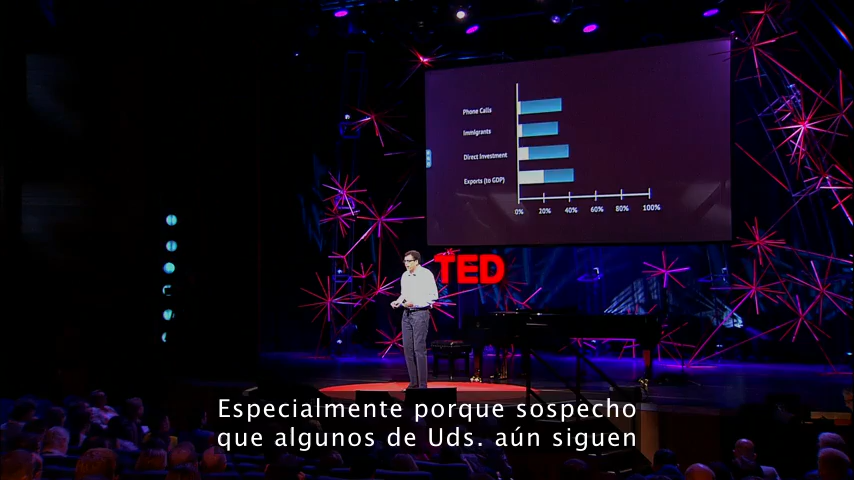 Phone Calls
Immigrants
Direct Investment
Exports (to GDP)
0% 20% 40% 60% 80% 100%
TED
Especialmente porque sospecho
que algunos de Uds. aún siguen